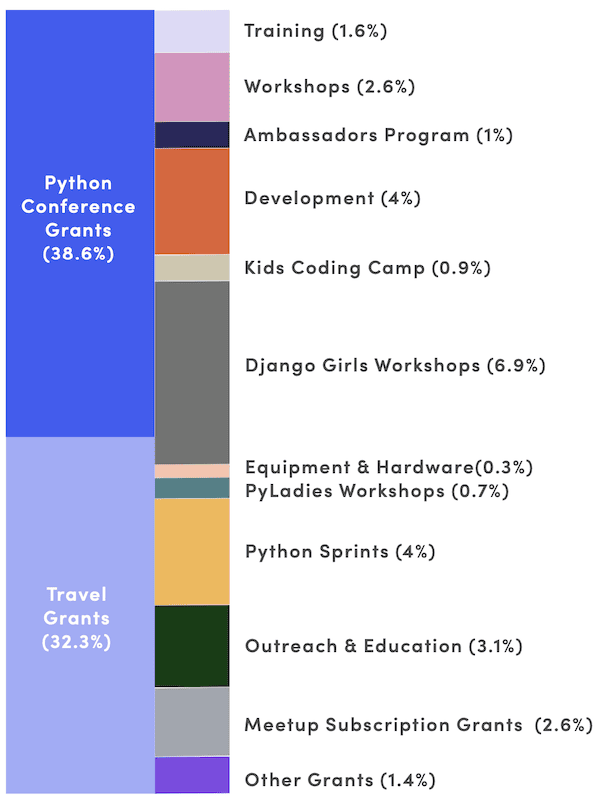 Python
Conference
Grants
(38.6%)
Travel
Grants
(32.3%)
Training (1.6%)
Workshops (2.6%)
Ambassadors Program (1%)
Development (4%)
Kids Coding Camp (0.9%)
Django Girls Workshops (6.9%)
Equipment & Hardware(0.3%)
PyLadies Workshops (0.7%)
Python Sprints (4%)
Outreach & Education (3.1%)
Meetup Subscription Grants (2.6%)
Other Grants (1.4%)